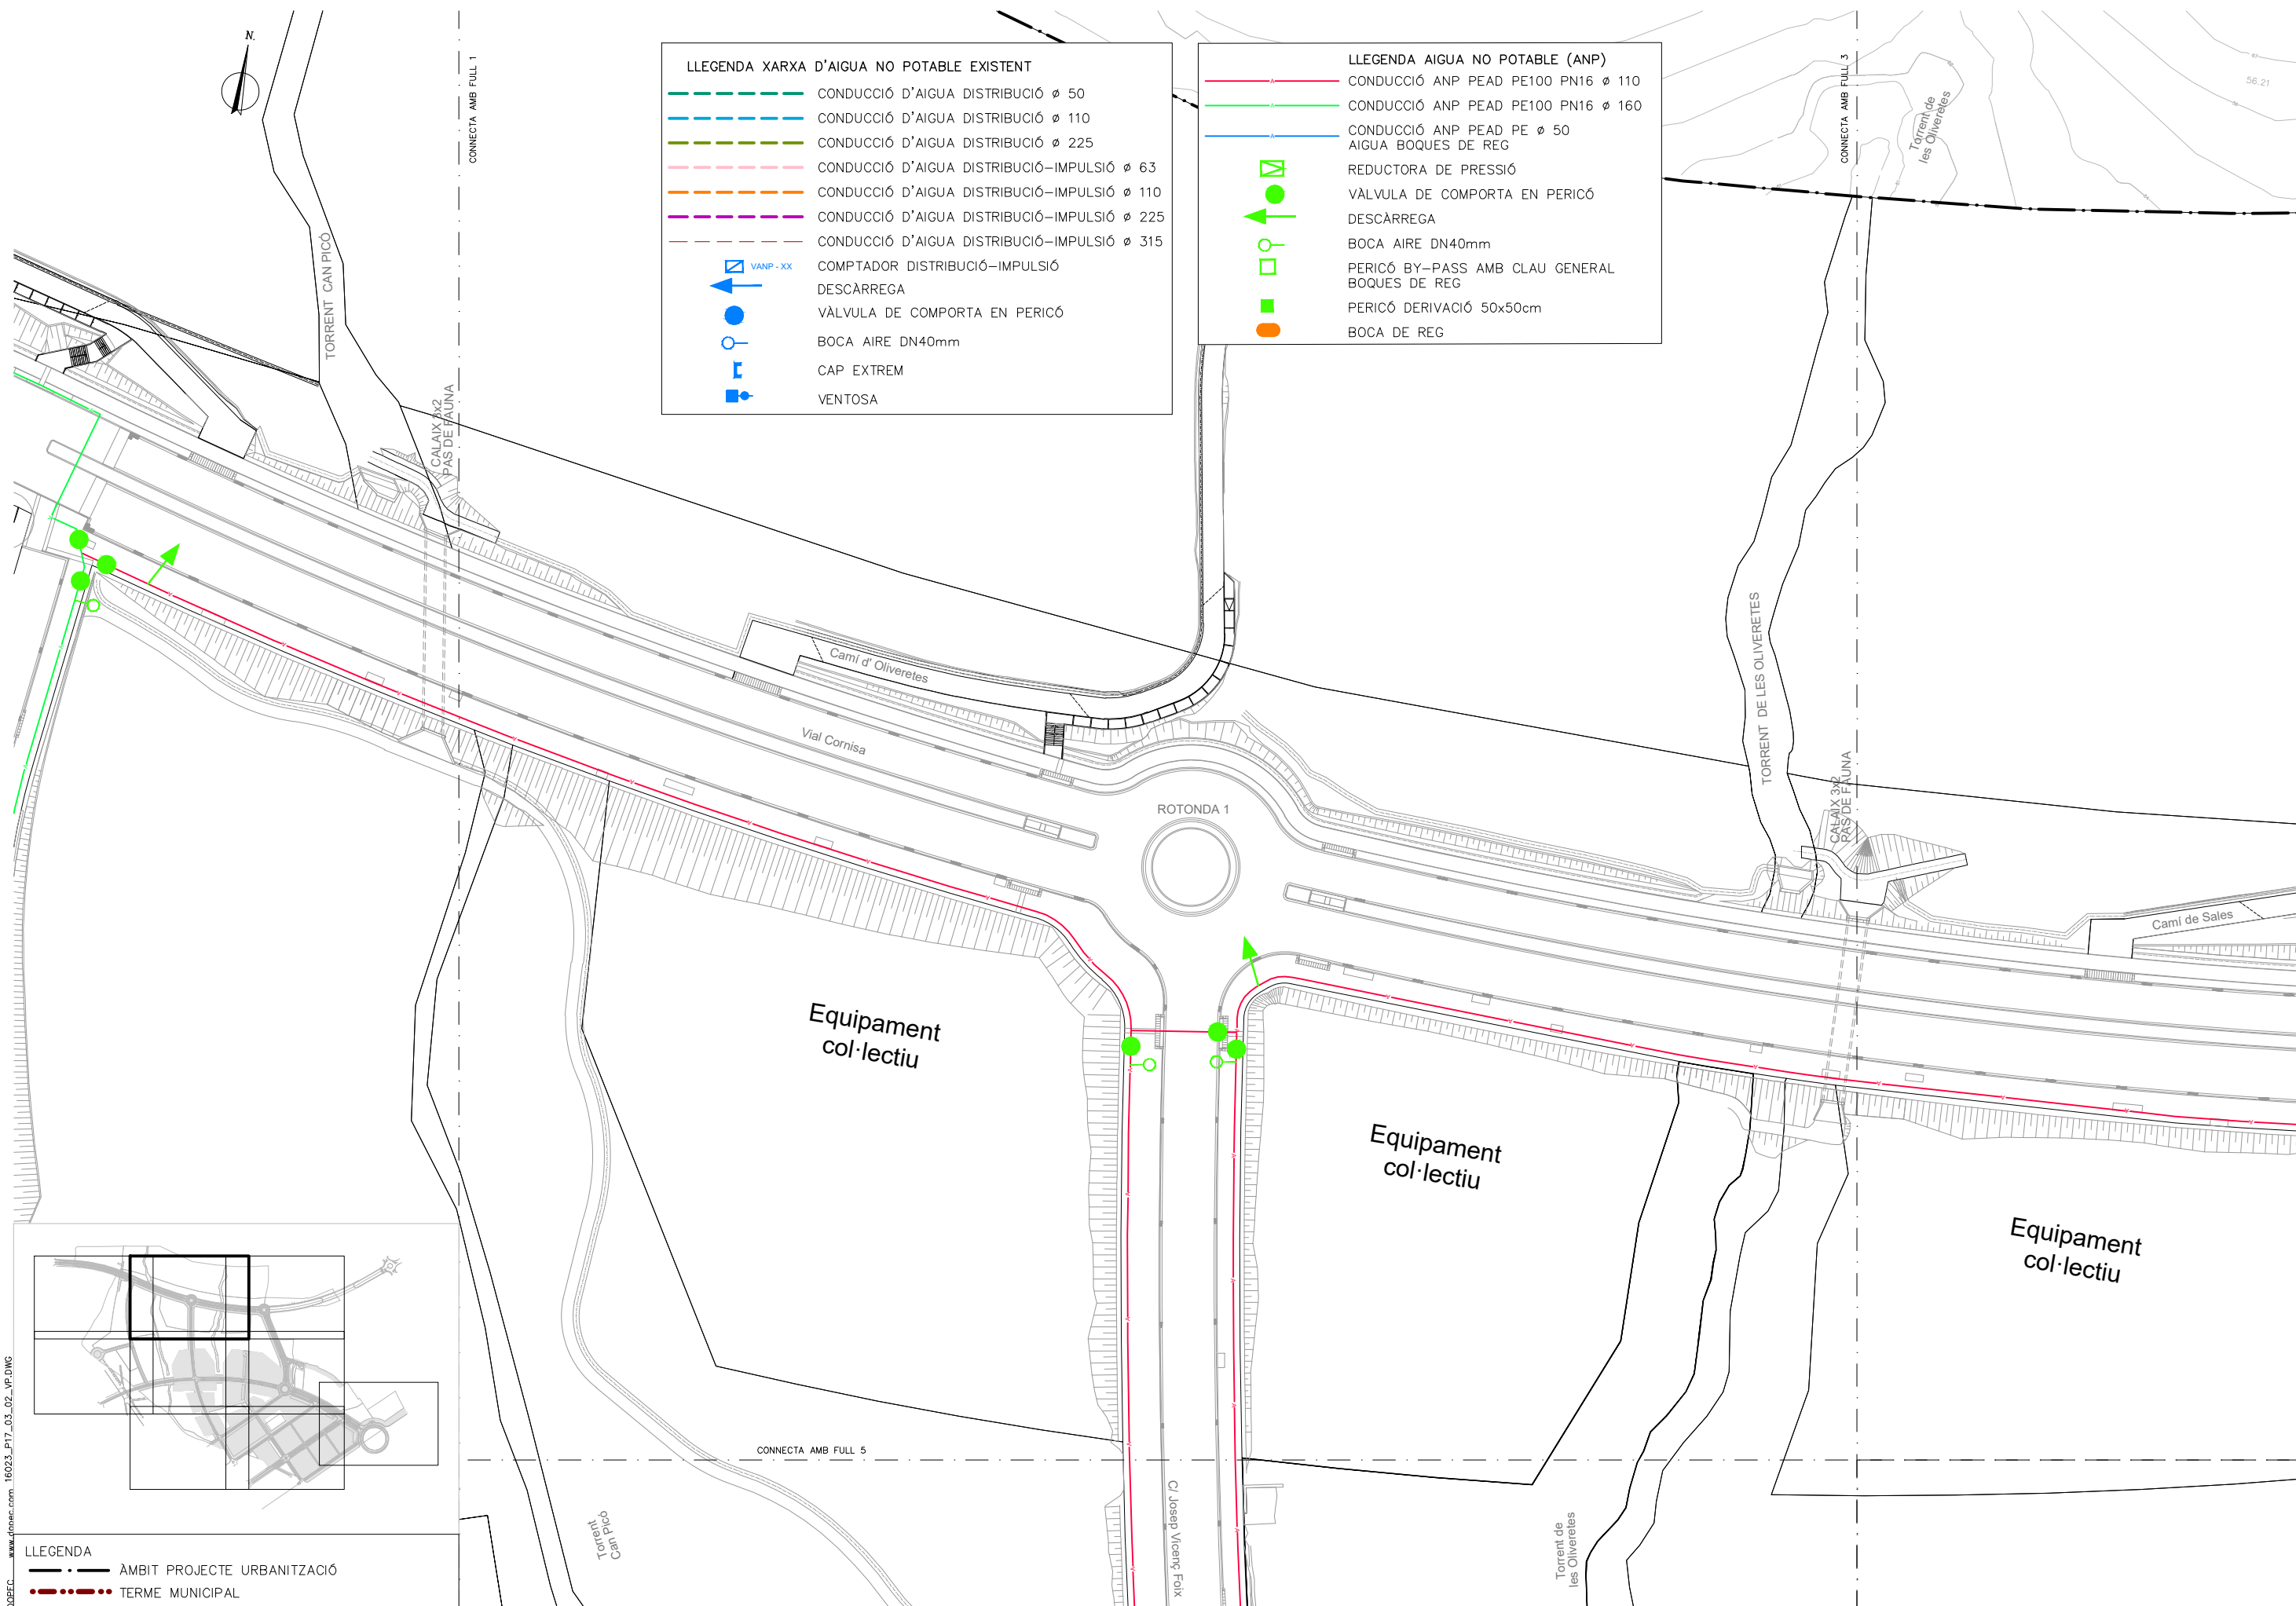 N.
CONNECTA AMB FULL 1
LLEGENDA XARXA D'AIGUA NO POTABLE EXISTENT
CONDUCCIÓ D'AIGUA DISTRIBUCIÓ ø 50
CONDUCCIÓ D'AIGUA DISTRIBUCIÓ ø 110
CONDUCCIÓ D'AIGUA DISTRIBUCIÓ ø 225
CONDUCCIÓ D'AIGUA DISTRIBUCIÓ-IMPULSIÓ ø 63
CONDUCCIÓ D'AIGUA DISTRIBUCIÓ-IMPULSIÓ ø 110
CONDUCCIÓ D'AIGUA DISTRIBUCIÓ-IMPULSIÓ ø 225
CONDUCCIÓ D'AIGUA DISTRIBUCIÓ-IMPULSIÓ ø 315
VANP - XX COMPTADOR DISTRIBUCIÓ-IMPULSIÓ
DESCÀRREGA
VÀLVULA DE COMPORTA EN PERICÓ
BOCA AIRE DN40mm
CAP EXTREM
VENTOSA
LLEGENDA AIGUA NO POTABLE (ANP)
CONDUCCIÓ ANP PEAD PE100 PN16 ø 110
CONDUCCIÓ ANP PEAD PE100 PN16 ø 160
CONDUCCIÓ ANP PEAD PE ø 50
AIGUA BOQUES DE REG
REDUCTORA DE PRESSIÓ
VÀLVULA DE COMPORTA EN PERICÓ
DESCÀRREGA
BOCA AIRE DN40mm
PERICÓ BY-PASS AMB CLAU GENERAL
BOQUES DE REG
PERICÓ DERIVACIÓ 50x50cm
BOCA DE REG
CONNECTA AMB FULL 3
Torrent de
les Oliveretes
56.21
TORRENT CAN PICÓ
CALAIX 3x2
PAS DE FAUNA
Camí d' Oliveretes
Vial Cornisa
ROTONDA 1
TORRENT DE LES OLIVERETES
CALAIX 3x2
PAS DE FAUNA
Camí de Sales
Equipament
col·lectiu
Equipament
col·lectiu
Equipament
col·lectiu
CONNECTA AMB FULL 5
C/ Josep Vicenç Foix
Torrent
Can Picó
Torrent de
les Oliveretes
LLEGENDA
ÀMBIT PROJECTE URBANITZACIÓ
TERME MUNICIPAL
DOPEC www.dopec.com 16023_P17_03_02_VP.DWG